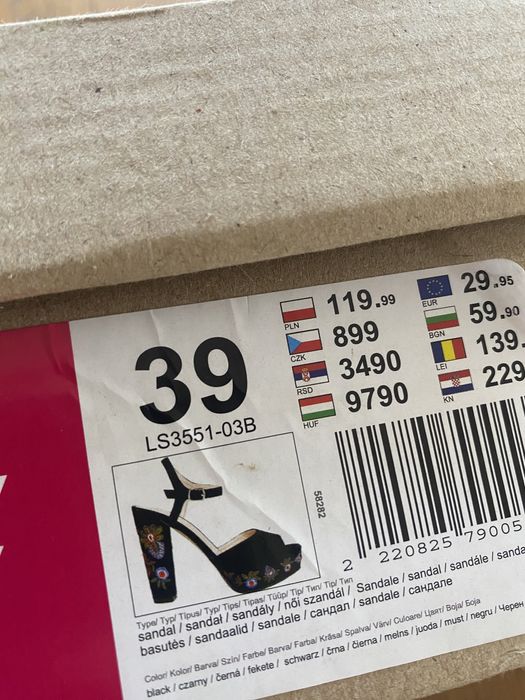 39
LS3551-03B
PLN 119.99
EUR 29.95
CZK 899
BGN 59.90
RSD 3490
LEI 139.
HUF 9790
KN 229
58282
2 220825 79005
Type/ Typ/ Tipus/ Typ/ Tips/ Tipas/ Tüüp/ Tip/ Тип/ Tip/ Тип
sandal / sandał / sandály / női szandál / Sandale / sandal / sandále / sanda
basutės / sandaalid / sandale / сандал / sandale / сандале
Color/ Kolor/ Barva/ Szín/ Farbe/ Barva/ Farba/ Krāsa/ Spalva/ Värv/ Culoare/ Цвят/ Boja/ Боја
black / czarny / černá / fekete / schwarz / črna / čierna / melns / juoda / must / negru / Черен